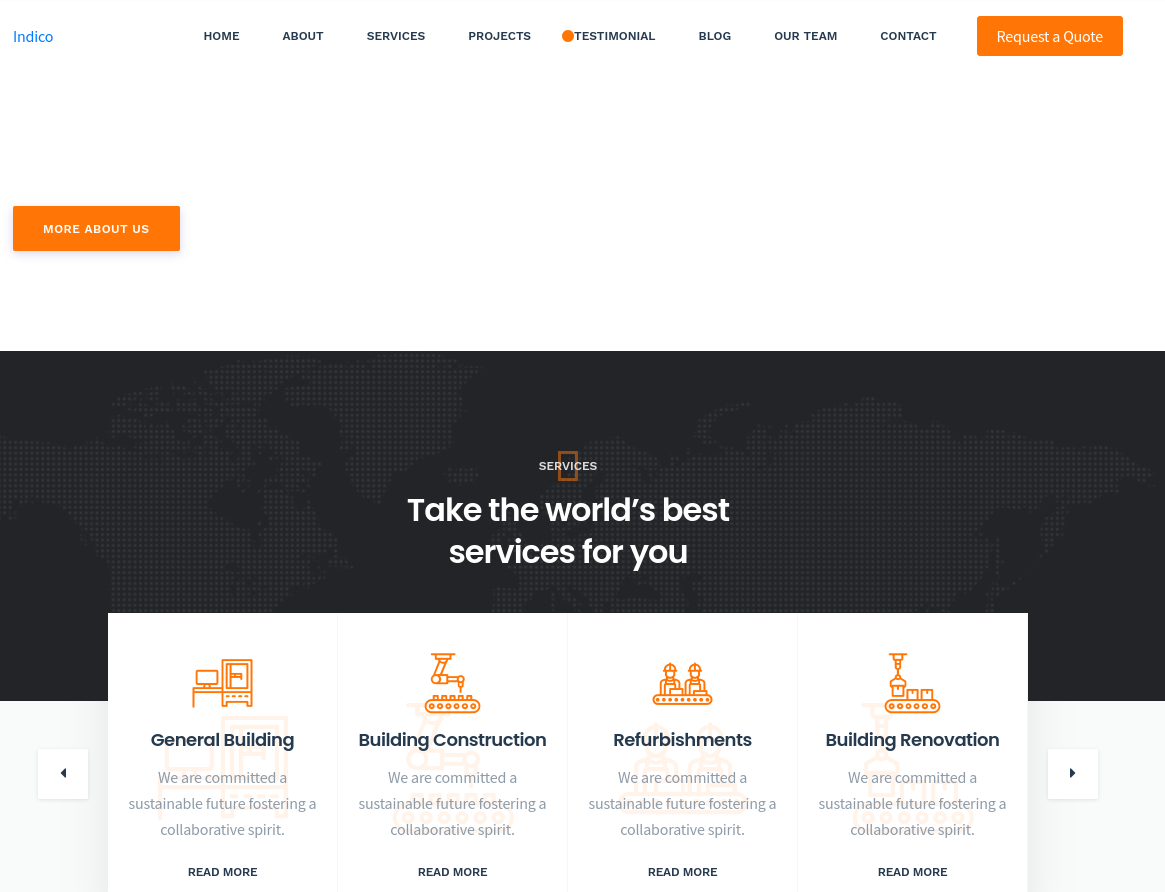 Indico
HOME
ABOUT
SERVICES
PROJECTS
TESTIMONIAL
BLOG
OUR TEAM
CONTACT
Request a Quote
MORE ABOUT US
SERVICES
Take the world’s best
services for you
General Building
We are committed a
sustainable future fostering a
collaborative spirit.
READ MORE
Building Construction
We are committed a
sustainable future fostering a
collaborative spirit.
READ MORE
Refurbishments
We are committed a
sustainable future fostering a
collaborative spirit.
READ MORE
Building Renovation
We are committed a
sustainable future fostering a
collaborative spirit.
READ MORE